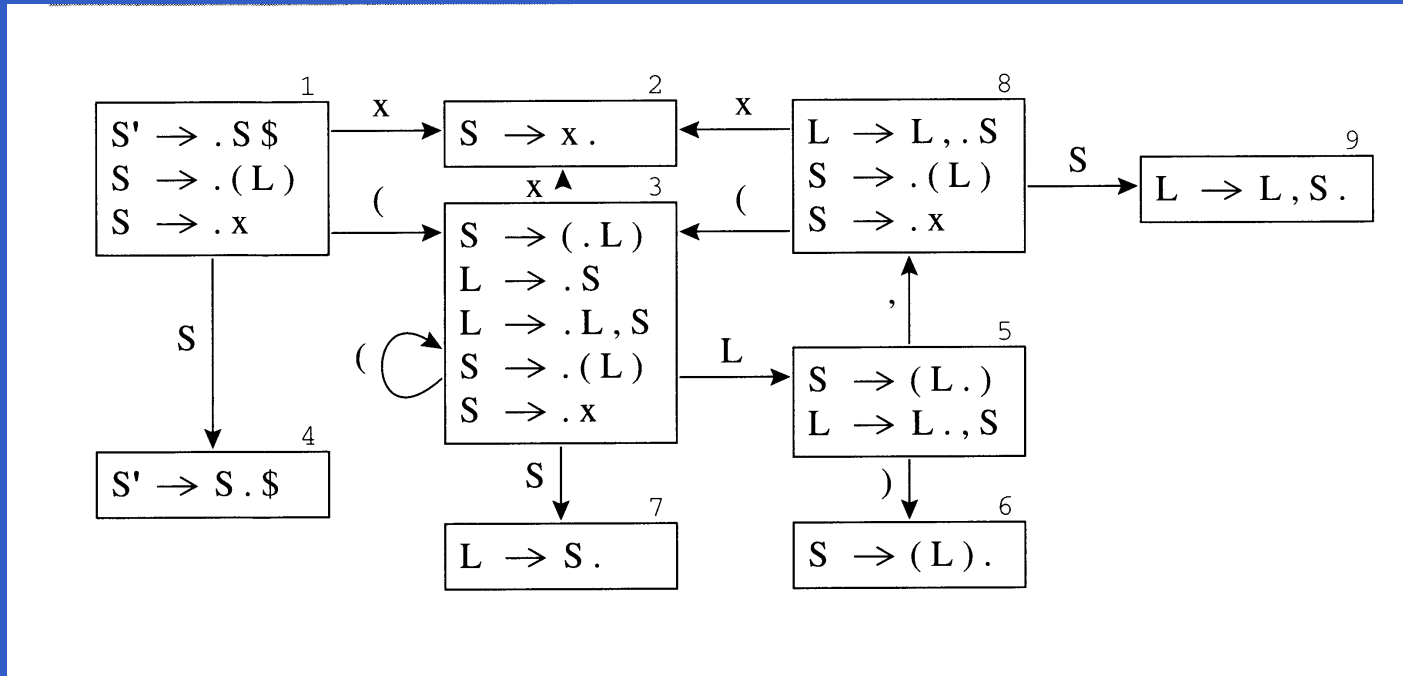 1
S' → .S$
S → .(L)
S → .x
x
(
S
2
S → x.
x
3
S → (.L)
L → .S
L → .L,S
S → .(L)
S → .x
(
L
S
4
S' → S.$
7
L → S.
8
L → L,.S
S → .(L)
S → .x
x
(
S
9
L → L,S.
,
5
S → (L.)
L → L.,S
)
6
S → (L).